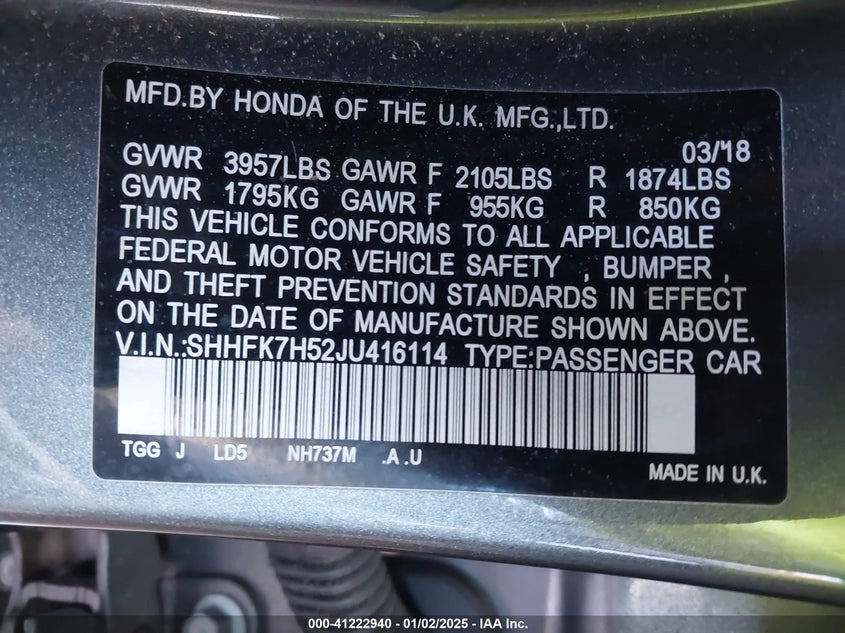 MFD.BY HONDA OF THE U.K. MFG.,LTD.
03/18
GVWR 3957LBS GAWR F 2105LBS R 1874LBS
GVWR 1795KG GAWR F 955KG R 850KG
THIS VEHICLE CONFORMS TO ALL APPLICABLE
FEDERAL MOTOR VEHICLE SAFETY , BUMPER ,
AND THEFT PREVENTION STANDARDS IN EFFECT
ON THE DATE OF MANUFACTURE SHOWN ABOVE.
V.I.N.:SHHFK7H52JU416114 TYPE:PASSENGER CAR
TGG J LD5 NH737M .A .U
MADE IN U.K.
000-41222940 - 01/02/2025 - IAA Inc.